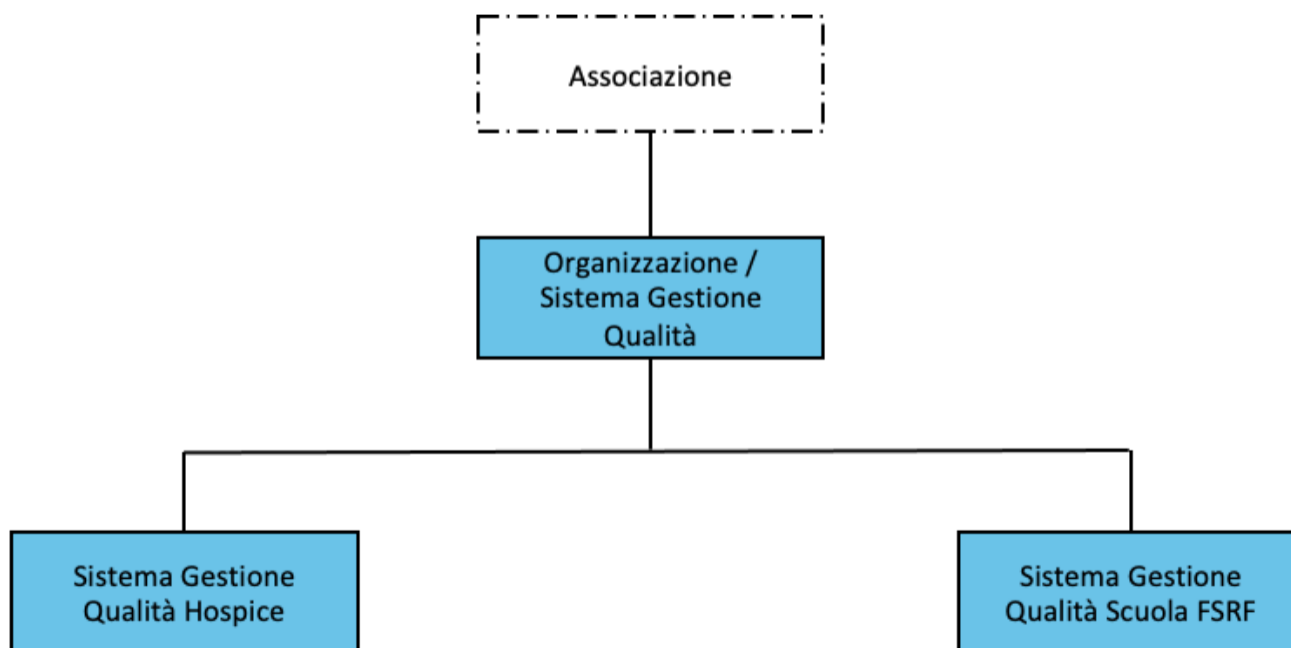 Associazione
Organizzazione /
Sistema Gestione
Qualità
Sistema Gestione
Qualità Hospice
Sistema Gestione
Qualità Scuola FSRF